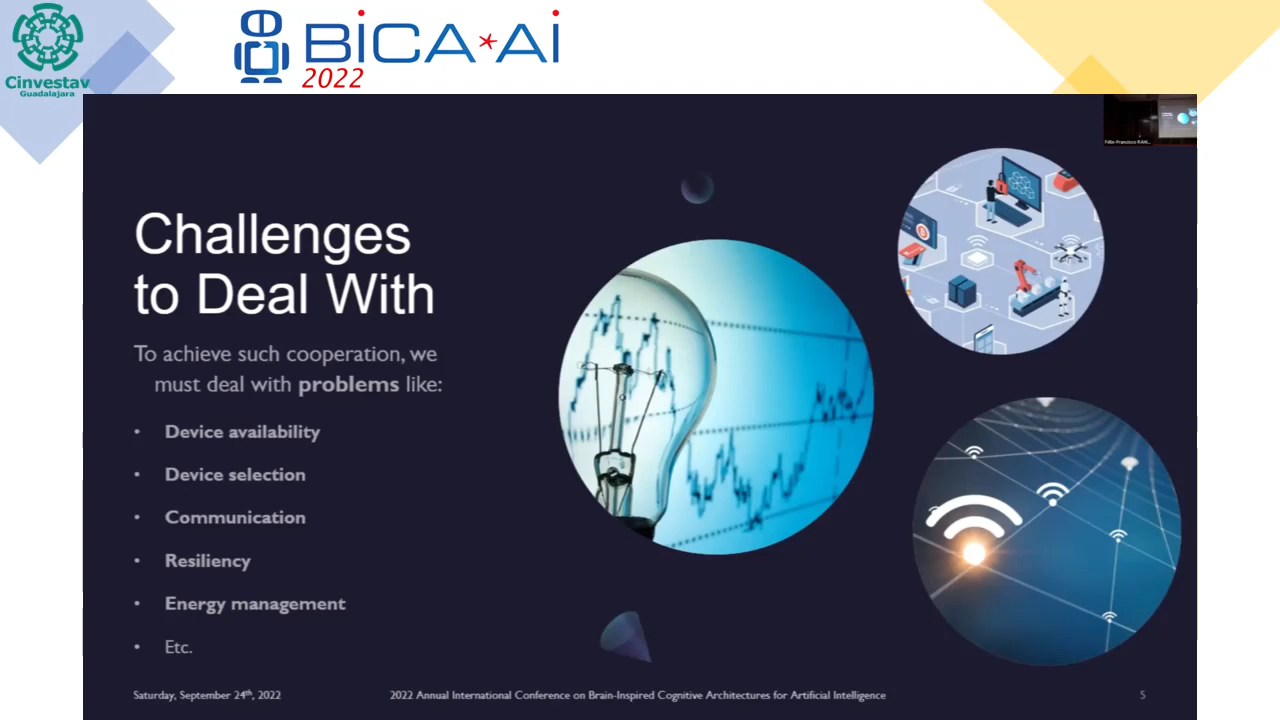 Cinvestav
Guadalajara
BiCA*Ai
2022
Challenges
to Deal With
To achieve such cooperation, we
must deal with problems like:
• Device availability
• Device selection
• Communication
• Resiliency
• Energy management
• Etc.
Saturday, September 24th, 2022
2022 Annual International Conference on Brain-Inspired Cognitive Architectures for Artificial Intelligence
5